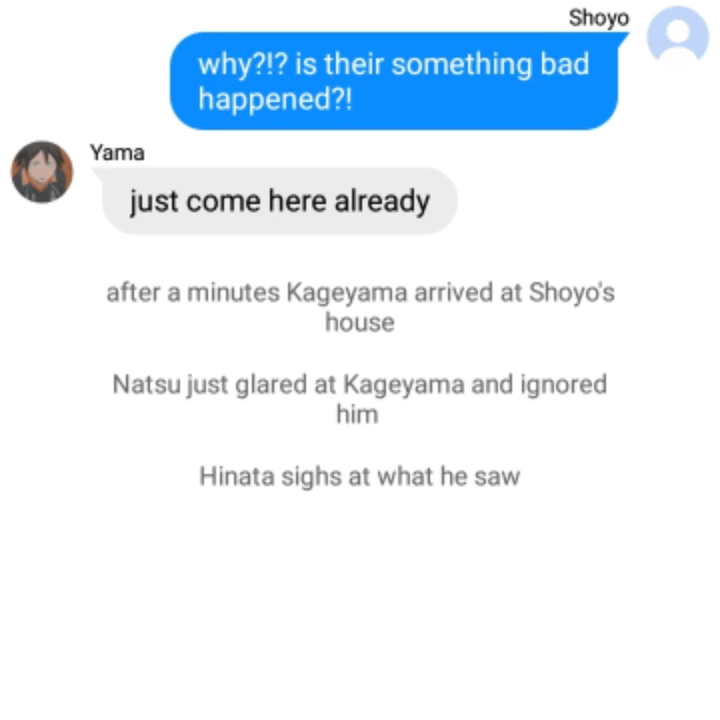 Shoyo
why?!? is their something bad
happened?!
Yama
just come here already
after a minutes Kageyama arrived at Shoyo's
house
Natsu just glared at Kageyama and ignored
him
Hinata sighs at what he saw